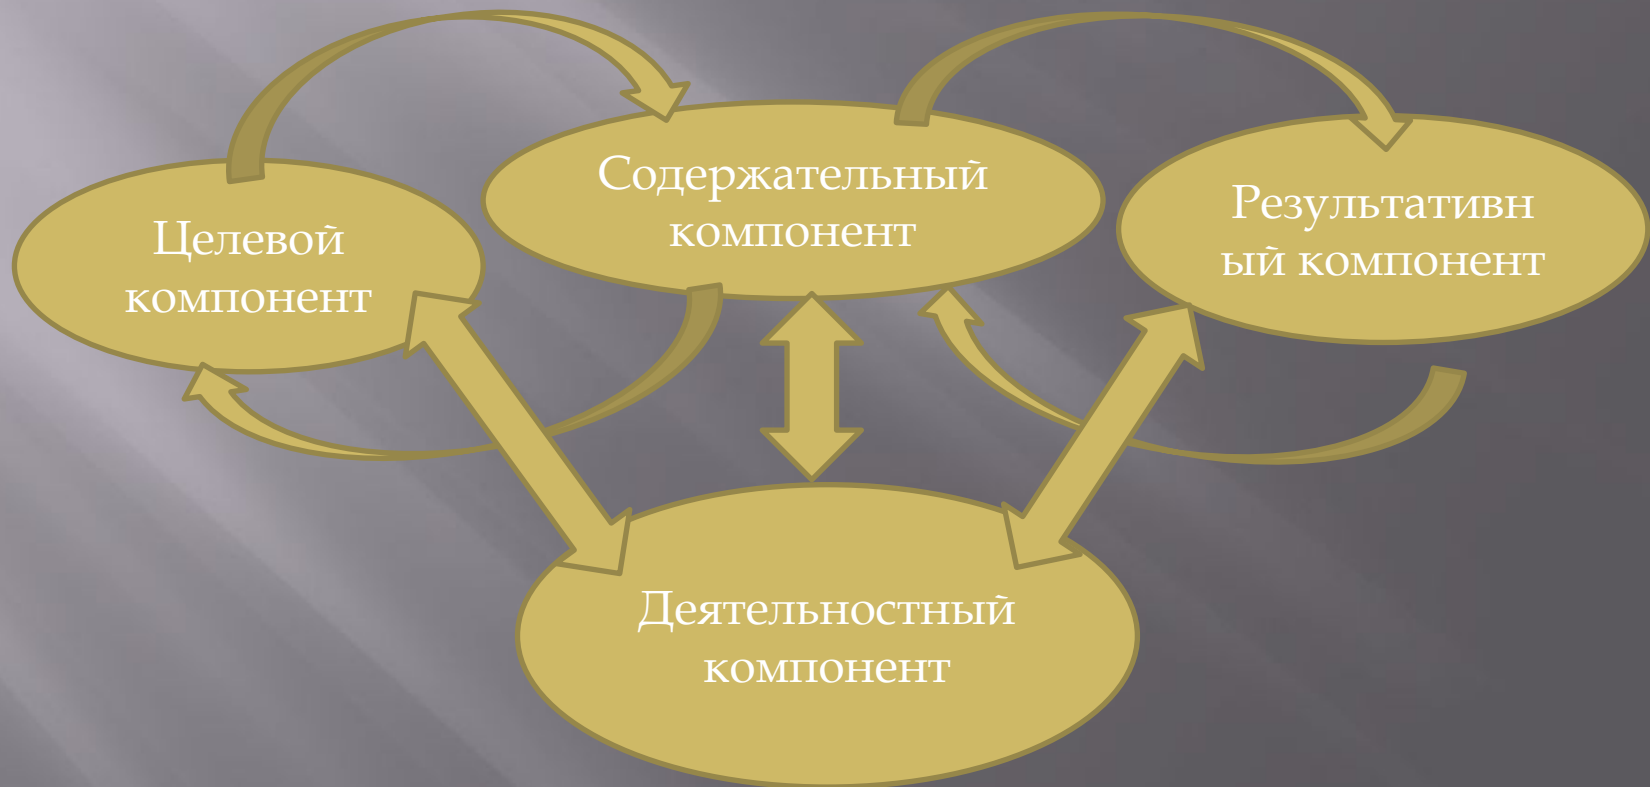 Целевой
компонент
Содержательный
компонент
Результативн
ый компонент
Деятельностный
компонент